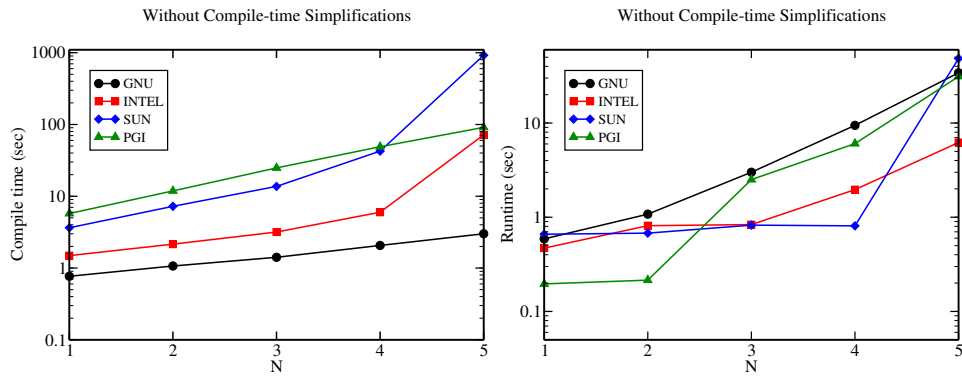 Without Compile-time Simplifications
1000
100
10
1
0.1
Compile time (sec)
GNU
INTEL
SUN
PGI
1 2 3 4 5
N
Without Compile-time Simplifications
10
1
0.1
Runtime (sec)
GNU
INTEL
SUN
PGI
1 2 3 4 5
N